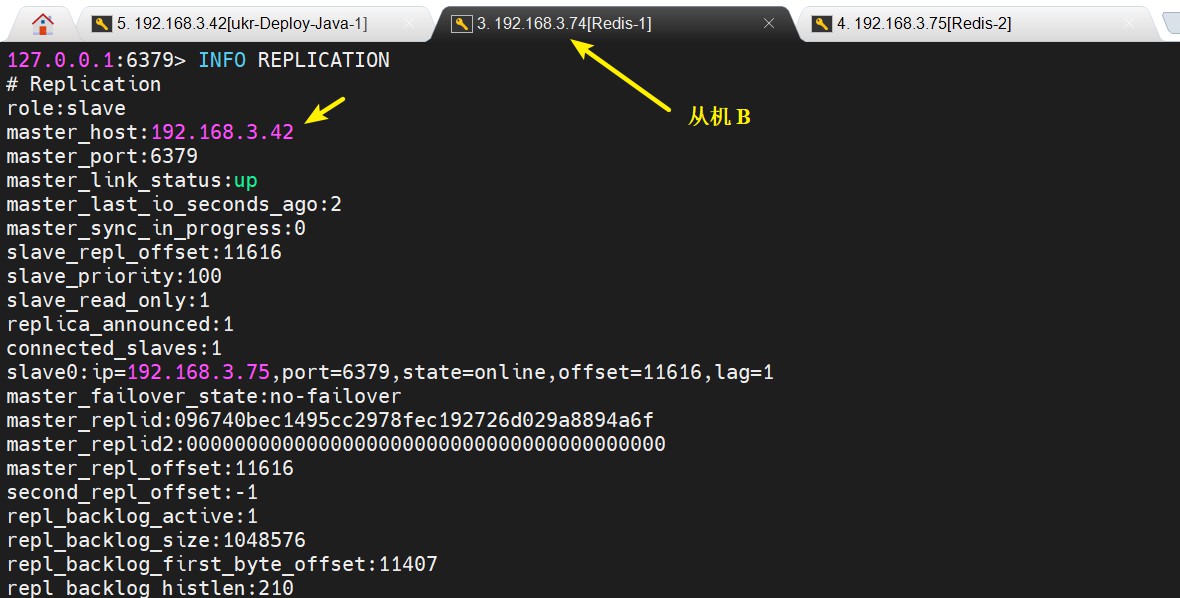 5. 192.168.3.42[ukr-Deploy-Java-1]
3. 192.168.3.74[Redis-1]
4. 192.168.3.75[Redis-2]
127.0.0.1:6379> INFO REPLICATION
# Replication
role:slave
从机 B
master_host:192.168.3.42
master_port:6379
master_link_status:up
master_last_io_seconds_ago:2
master_sync_in_progress:0
slave_repl_offset:11616
slave_priority:100
slave_read_only:1
replica_announced:1
connected_slaves:1
slave0:ip=192.168.3.75,port=6379,state=online,offset=11616,lag=1
master_failover_state:no-failover
master_replid:096740bec1495cc2978fec192726d029a8894a6f
master_replid2:0000000000000000000000000000000000000000
master_repl_offset:11616
second_repl_offset:-1
repl_backlog_active:1
repl_backlog_size:1048576
repl_backlog_first_byte_offset:11407
repl_backlog_histlen:210